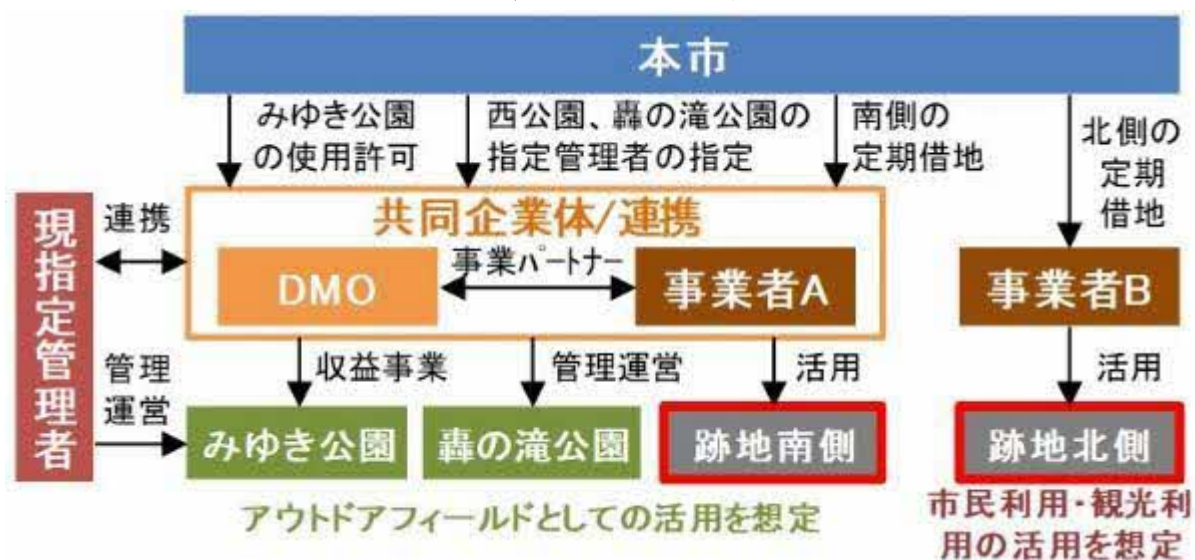 本市
みゆき公園
の使用許可
西公園、轟の滝公園の
指定管理者の指定
南側の
定期借地
北側の
定期
借地
現指定管理者
連携
共同企業体/連携
DMO
事業パートナー
事業者A
事業者B
管理
運営
収益事業
管理運営
活用
活用
みゆき公園
轟の滝公園
跡地南側
跡地北側
アウトドアフィールドとしての活用を想定
市民利用・観光利
用の活用を想定